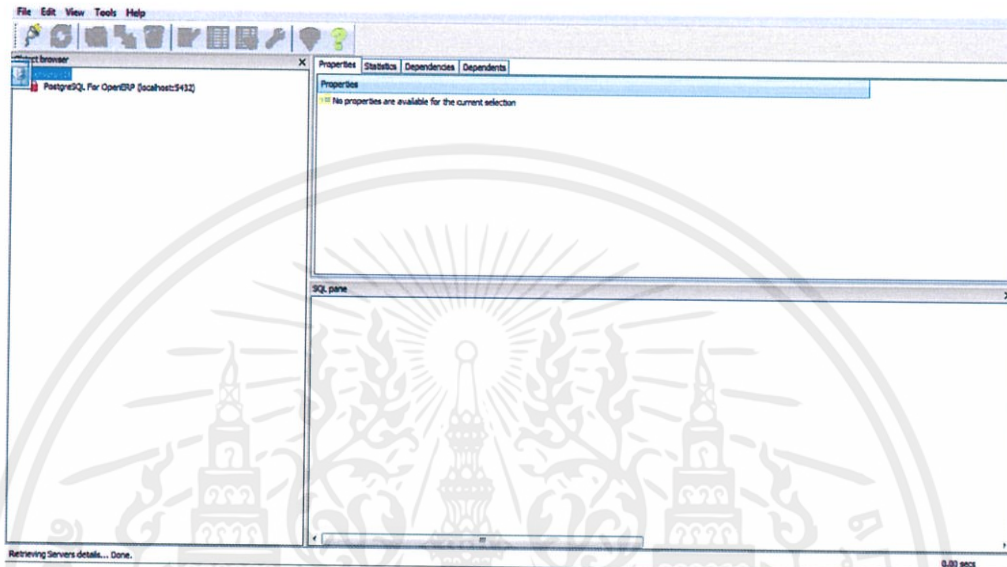 File Edit View Tools Help
Object browser
PostgreSQL For OpenERP (localhost:5432)
Properties Statistics Dependencies Dependents
Properties
No properties are available for the current selection
SQL pane
Retrieving Servers details... Done.
0.00 secs